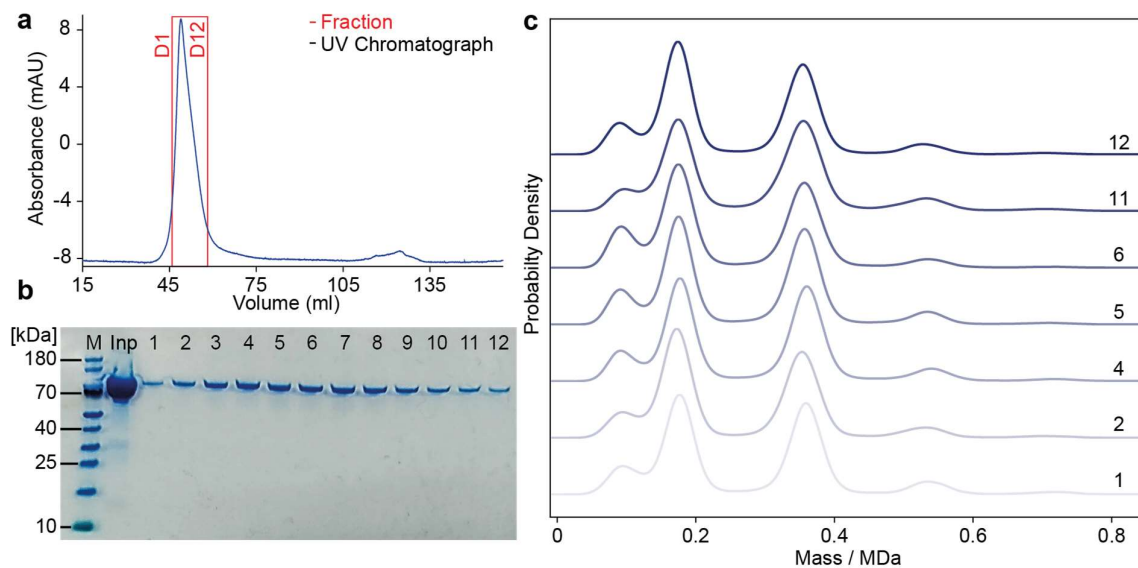 a
Absorbance (mAU)
8
4
0
-4
-8
D1
D12
Fraction
UV Chromatograph
15 45 75 105 135
Volume (ml)
b
[kDa] M Inp 1 2 3 4 5 6 7 8 9 10 11 12
180
70
40
25
10
c
Probabilty Density
12
11
6
5
4
2
1
0 0.2 0.4 0.6 0.8
Mass / MDa